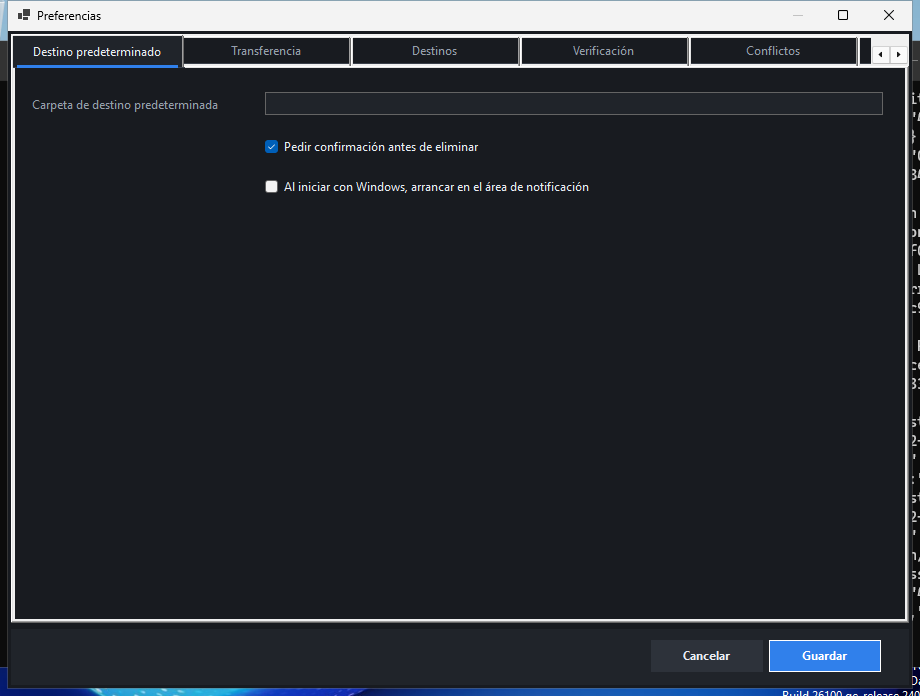 Preferencias
Destino predeterminado
Transferencia
Destinos
Verificación
Conflictos
Carpeta de destino predeterminada
Pedir confirmación antes de eliminar
Al iniciar con Windows, arrancar en el área de notificación
Cancelar
Guardar